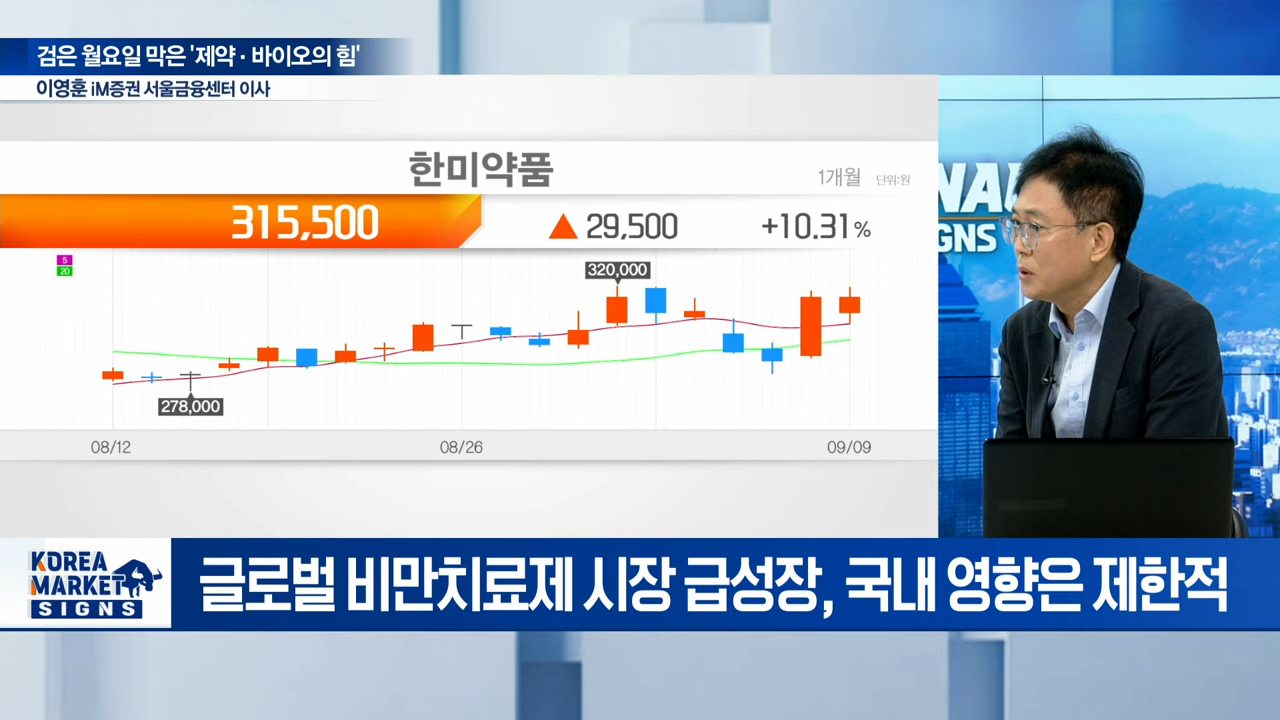 검은 월요일 막은 '제약·바이오의 힘'
이영훈 iM증권 서울금융센터 이사
한미약품
1개월 단위:원
315,500 ▲ 29,500 +10.31%
5
20
320,000
278,000
08/12 08/26 09/09
GNS
KOREA
MARKET
SIGNS
글로벌 비만치료제 시장 급성장, 국내 영향은 제한적